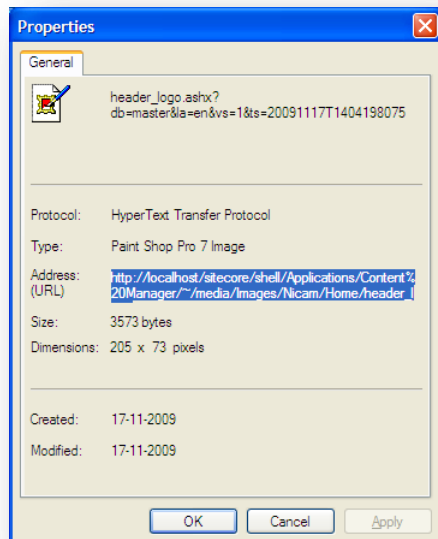 Properties
General
header_logo.ashx?
db=master&la=en&vs=1&ts=20091117T1404198075
Protocol: HyperText Transfer Protocol
Type: Paint Shop Pro 7 Image
Address: http://localhost/sitecore/shell/Applications/Content%
(URL) 20Manager/~/media/Images/Nicam/Home/header_l
Size: 3573 bytes
Dimensions: 205 x 73 pixels
Created: 17-11-2009
Modified: 17-11-2009
OK Cancel Apply